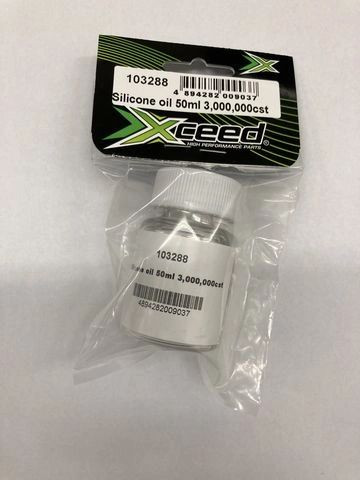 103288
4 894282 009037
Silicone oil 50ml 3,000,000cst
Xceed
HIGH PERFORMANCE PARTS
103288
Silicone oil 50ml 3,000,000cst
4894282009037